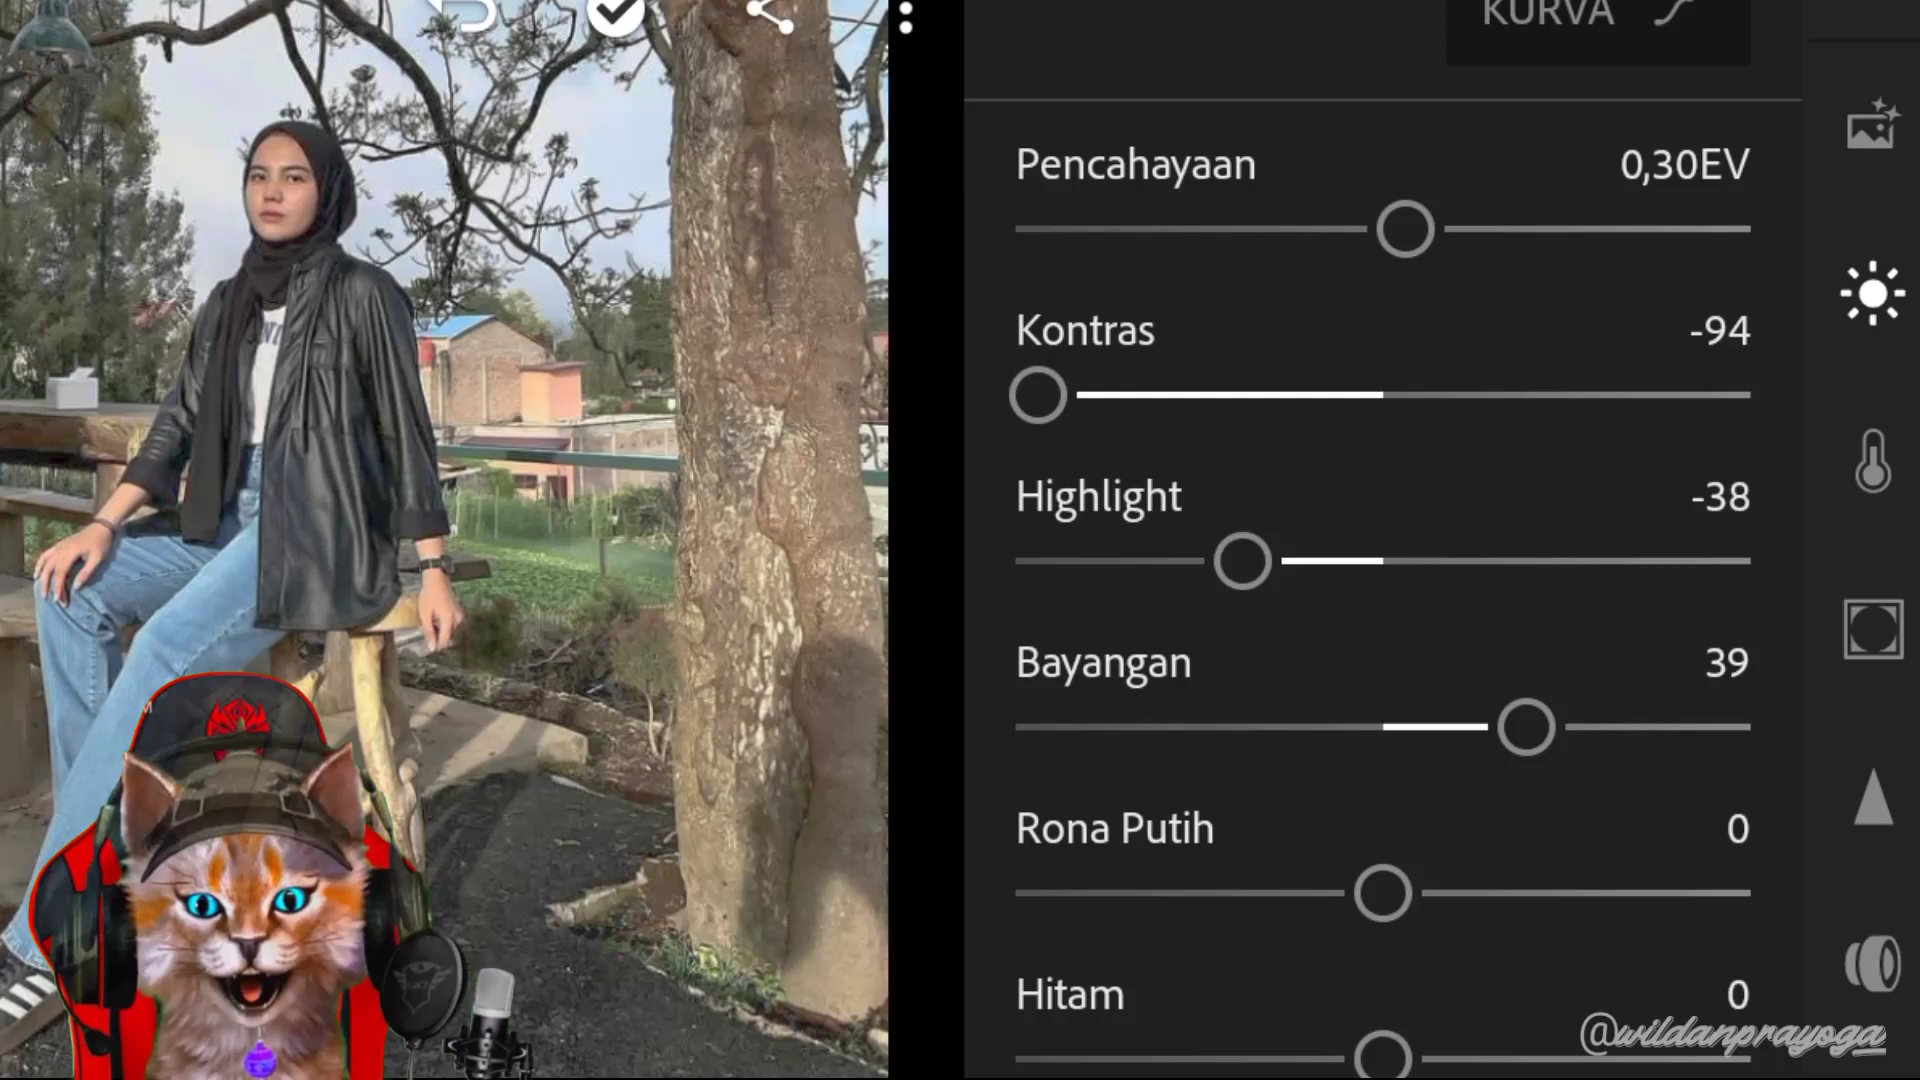 KURVA
Pencahayaan 0,30EV
Kontras -94
Highlight -38
Bayangan 39
Rona Putih 0
Hitam 0
@wildanprayoga